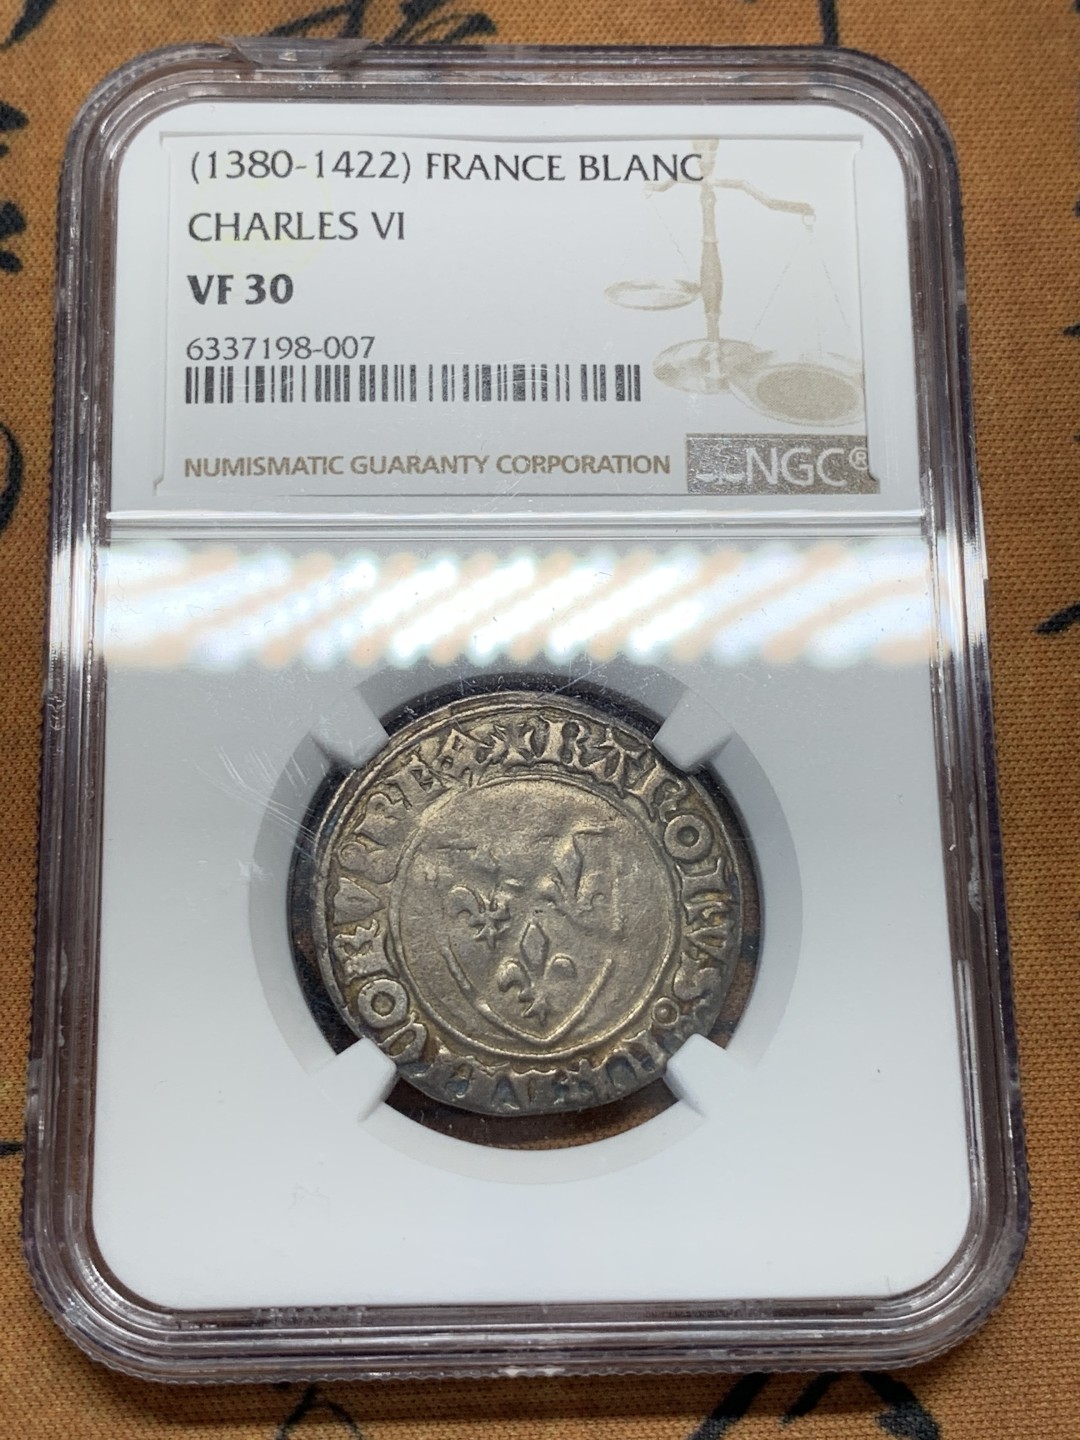 (1380-1422) FRANCE BLANC
CHARLES VI
VF 30
6337198-007
NUMISMATIC GUARANTY CORPORATION
NGC®